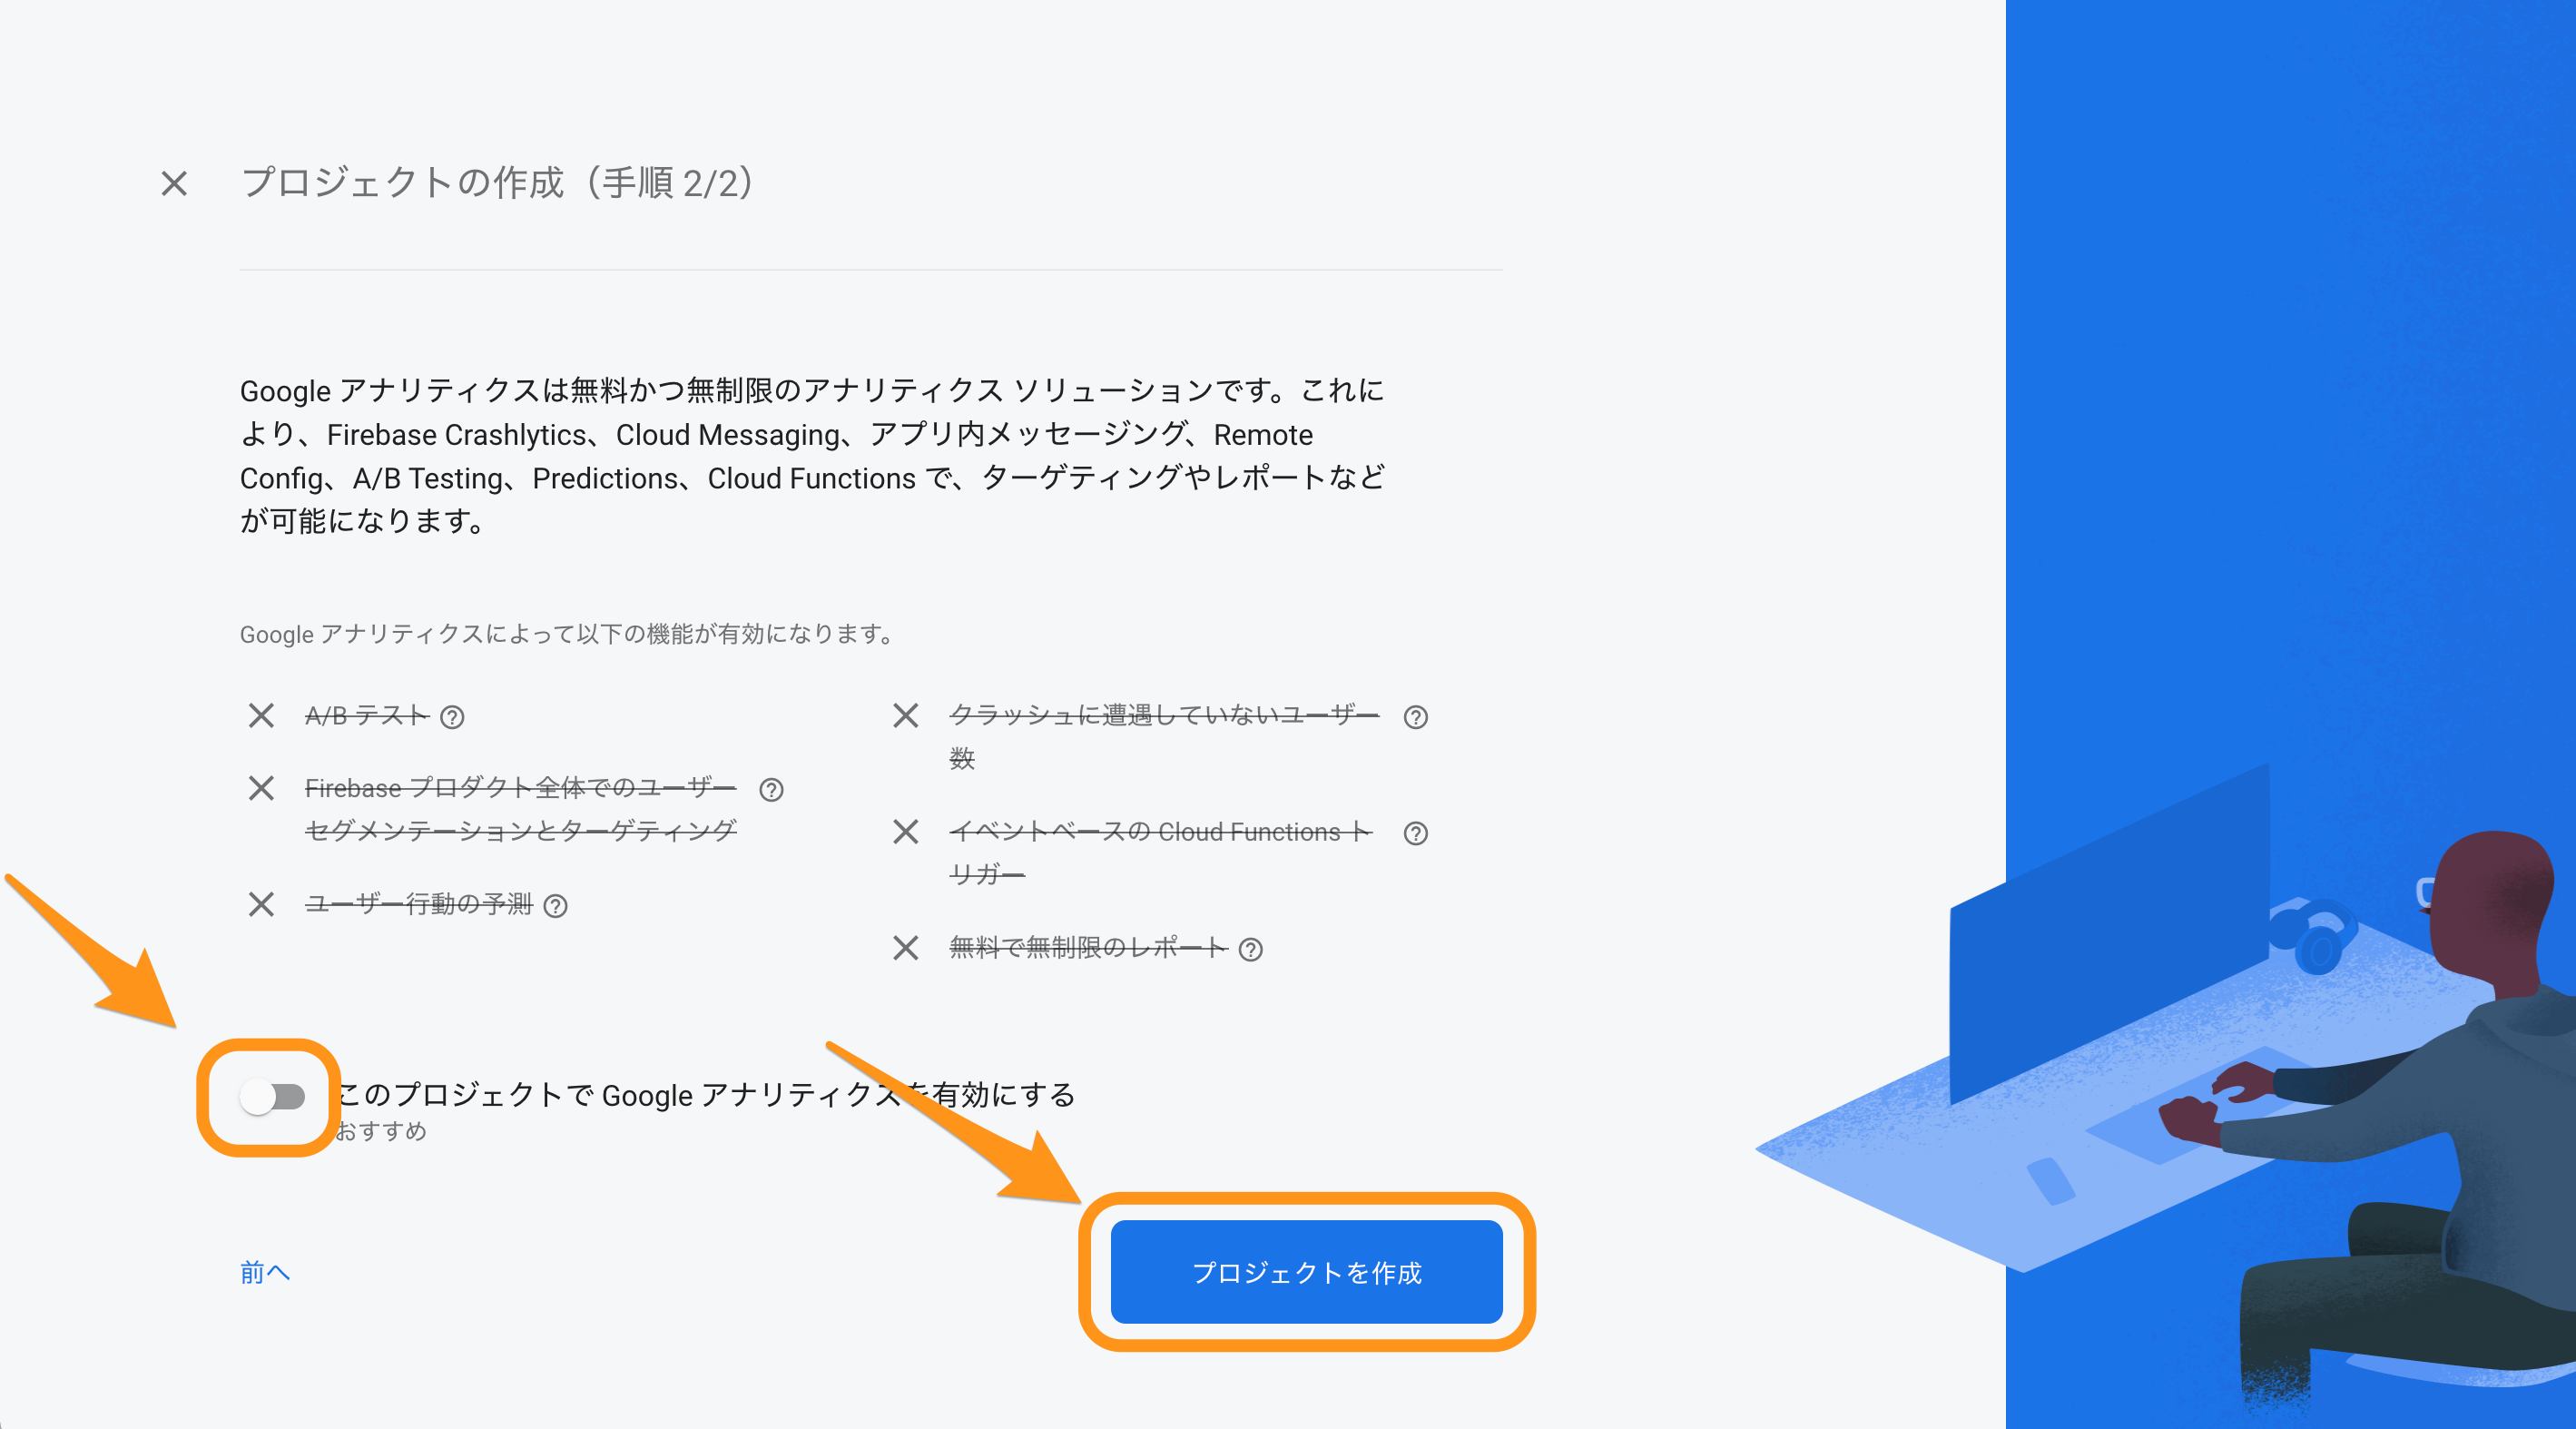 プロジェクトの作成（手順 2/2）
Google アナリティクスは無料かつ無制限のアナリティクス ソリューションです。これに
より、Firebase Crashlytics、Cloud Messaging、アプリ内メッセージング、Remote
Config、A/B Testing、Predictions、Cloud Functions で、ターゲティングやレポートなど
が可能になります。
Google アナリティクスによって以下の機能が有効になります。
A/B テスト
Firebase プロダクト全体でのユーザー
セグメンテーションとターゲティング
ユーザー行動の予測
クラッシュに遭遇していないユーザー
数
イベントベースの Cloud Functions ト
リガー
無料で無制限のレポート
このプロジェクトで Google アナリティクスを有効にする
おすすめ
前へ
プロジェクトを作成